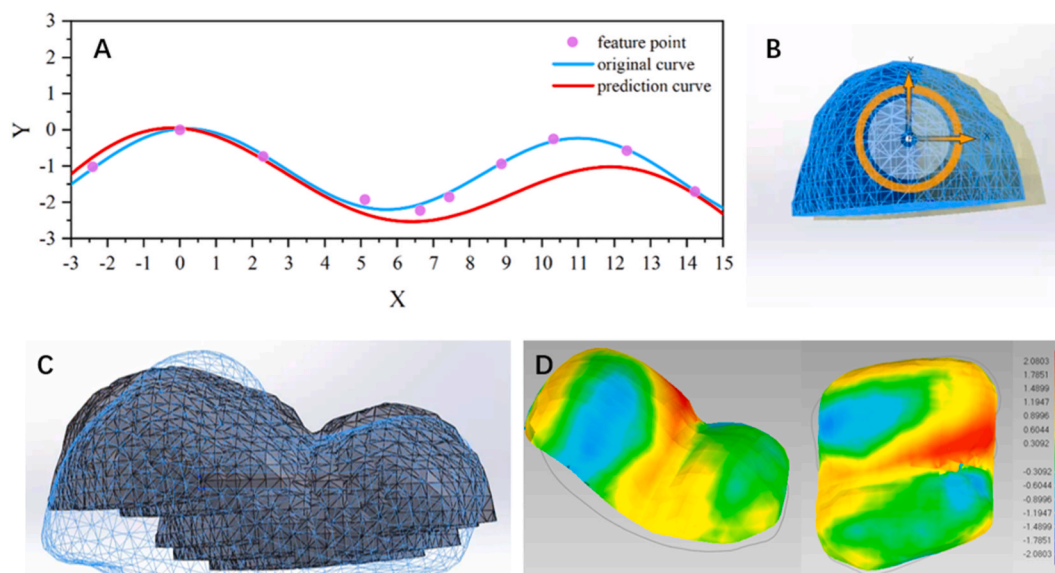 A
feature point
original curve
prediction curve
Y
3
2
1
0
-1
-2
-3
-3 -2 -1 0 1 2 3 4 5 6 7 8 9 10 11 12 13 14 15
X
B
Y
C
D
2.0803
1.7851
1.4899
1.1947
0.8996
0.6044
0.3092
-0.3092
-0.6044
-0.8996
-1.1947
-1.4899
-1.7851
-2.0803